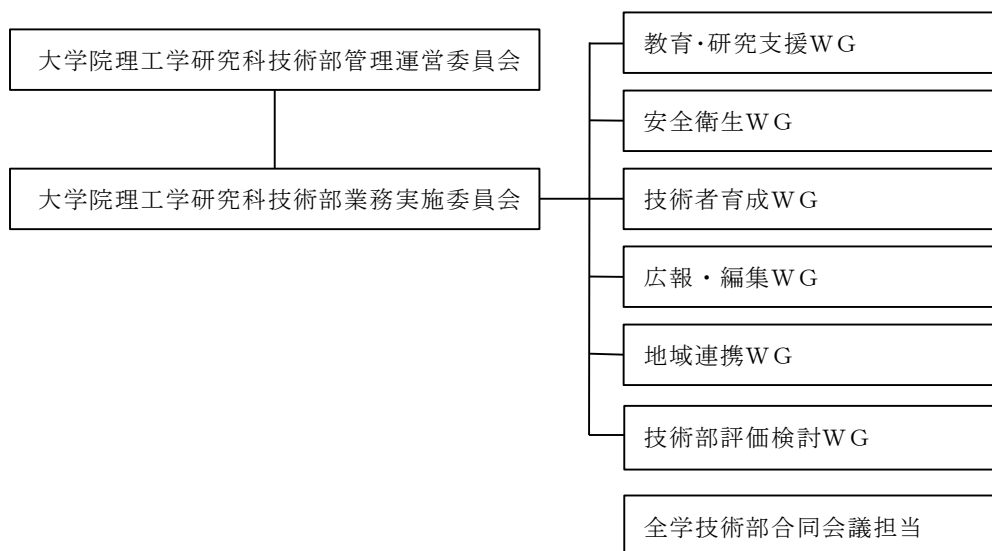 大学院理工学研究科技術部管理運営委員会
大学院理工学研究科技術部業務実施委員会
教育・研究支援ＷＧ
安全衛生ＷＧ
技術者育成ＷＧ
広報・編集ＷＧ
地域連携ＷＧ
技術部評価検討ＷＧ
全学技術部合同会議担当